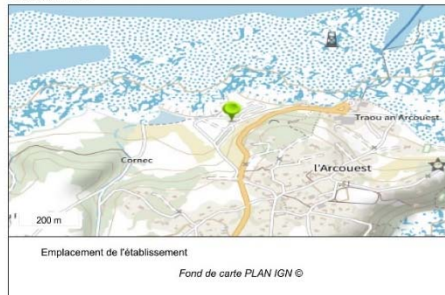 Traou an Arcouest
Cornec
l'Arcouest
200 m
Emplacement de l'établissement
Fond de carte PLAN IGN ©